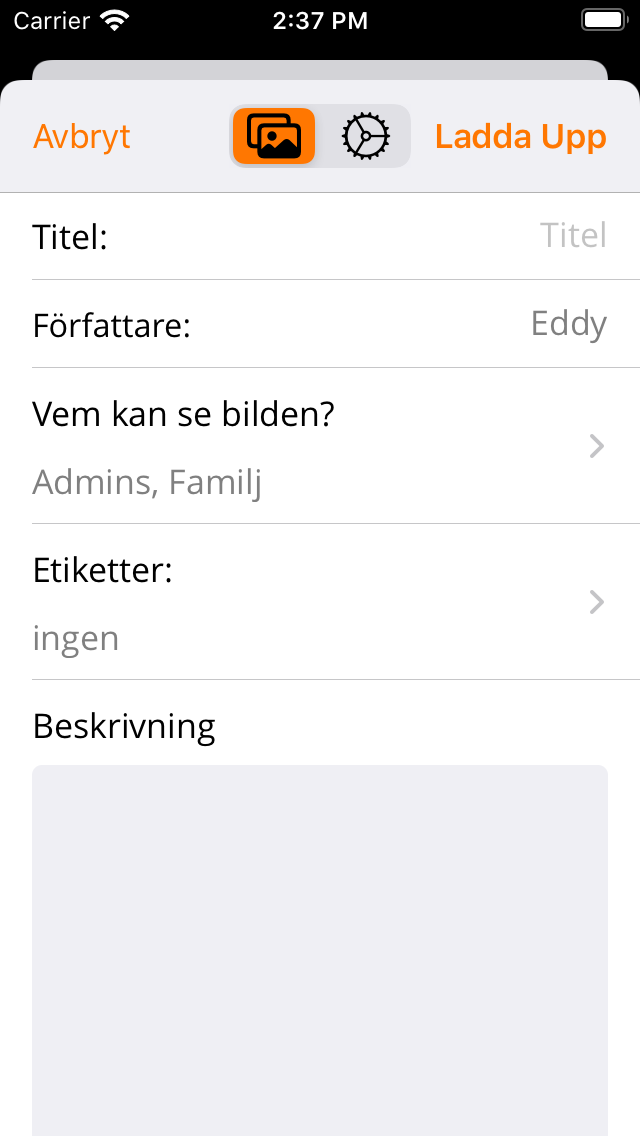 Carrier 2:37 PM
Avbryt Ladda Upp
Titel: Titel
Författare: Eddy
Vem kan se bilden?
Admins, Familj
Etiketter:
ingen
Beskrivning